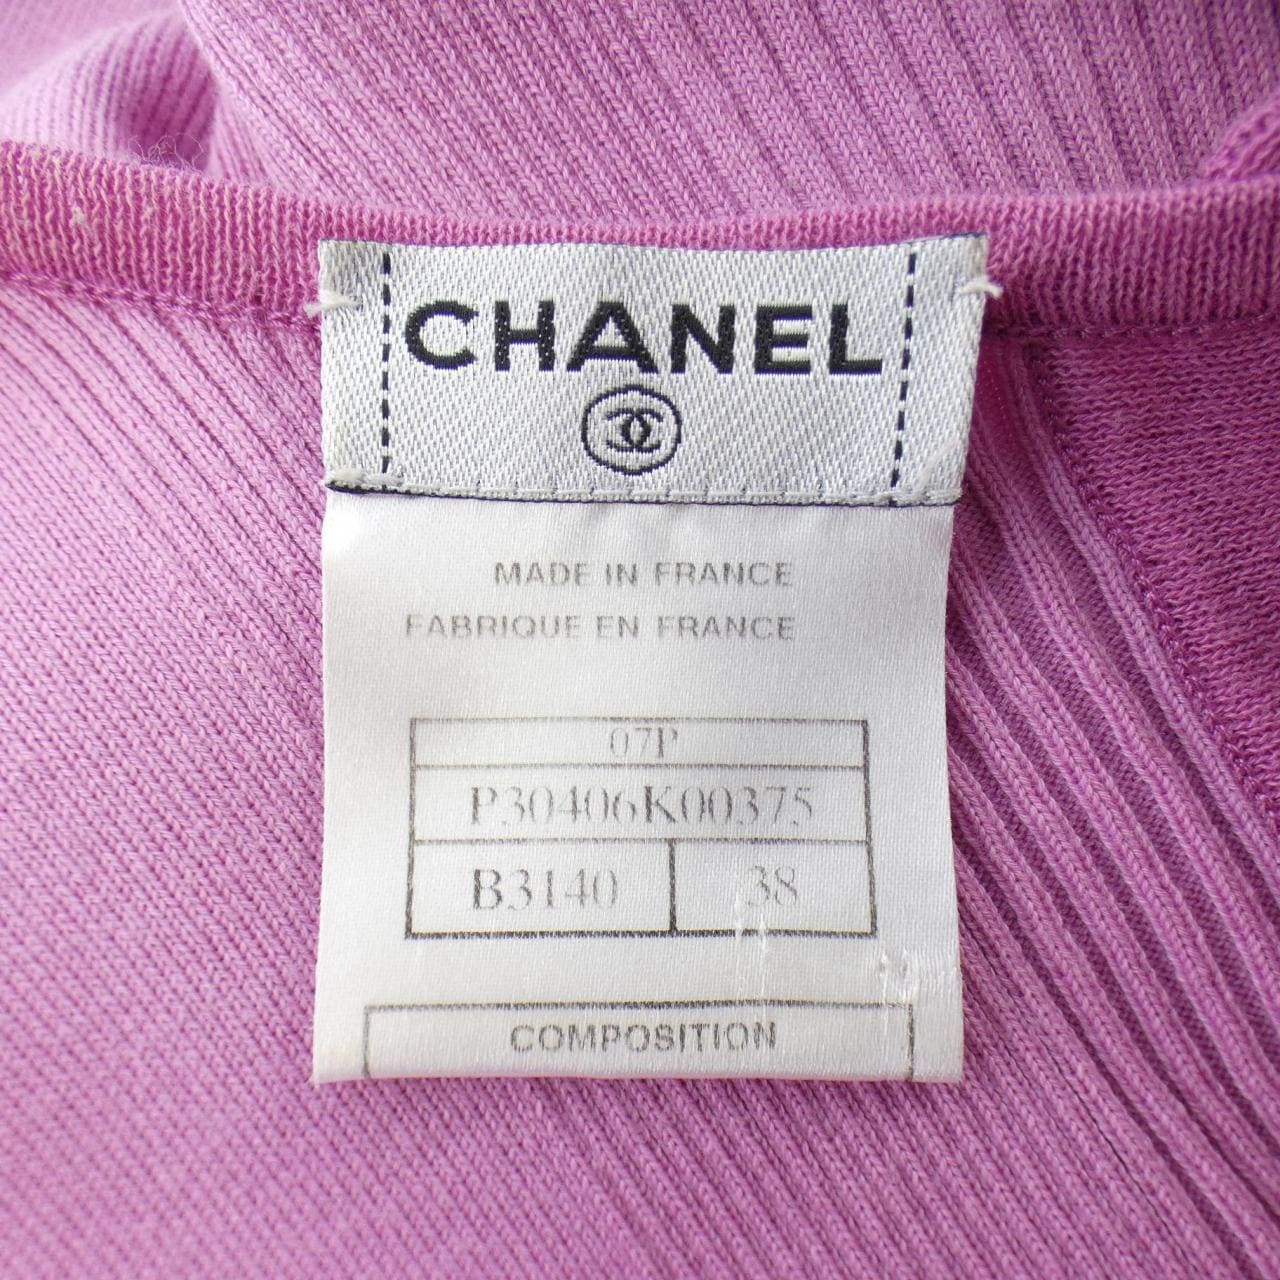 CHANEL
MADE IN FRANCE
FABRIQUE EN FRANCE
07P
P30406K00375
B3140 38
COMPOSITION